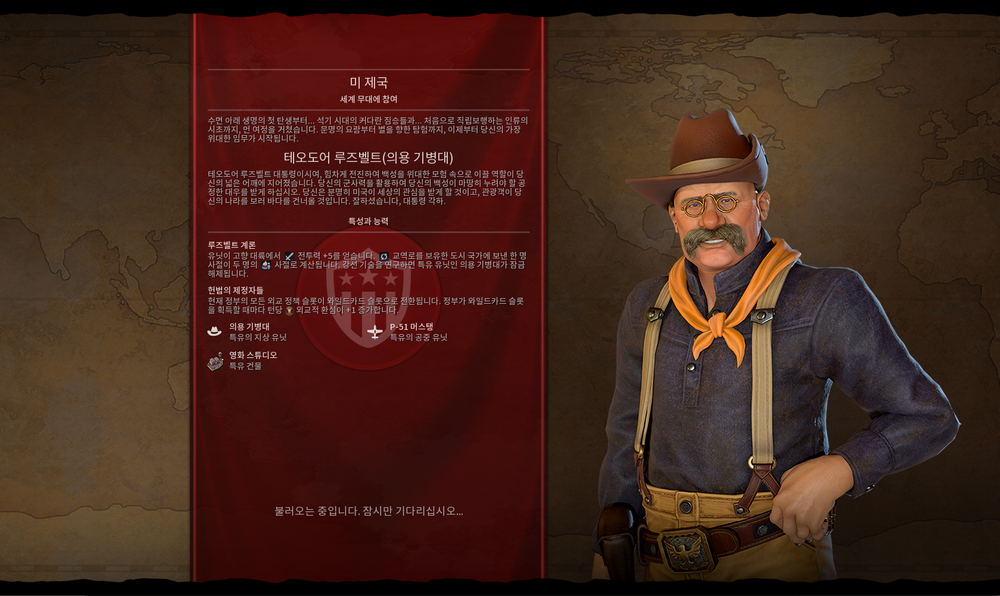 미 제국
세계 무대에 참여
수면 아래 생명의 첫 탄생부터... 석기 시대의 커다란 짐승들과... 처음으로 직립보행하는 인류의
시초까지, 먼 여정을 거쳤습니다. 문명의 요람부터 별을 향한 탐험까지, 이제부터 당신의 가장
위대한 임무가 시작됩니다.
테오도어 루즈벨트(의용 기병대)
테오도어 루즈벨트 대통령이시여, 힘차게 전진하여 백성을 위대한 모험 속으로 이끌 역할이 당
신의 넓은 어깨에 지어졌습니다. 당신의 군사력을 활용하여 당신의 백성이 마땅히 누려야 할 공
정한 대우를 받게 하십시오. 당신은 분명히 미국이 세상의 관심을 받게 할 것이고, 관광객이 당
신의 나라를 보러 바다를 건너올 것입니다. 잘하셨습니다, 대통령 각하.
특성과 능력
루즈벨트 계론
유닛이 고향 대륙에서 전투력 +5를 얻습니다. 교역로를 보유한 도시 국가에 보낸 한 명
사절이 두 명의 사절로 계산됩니다. 강선 기술을 연구하면 특유 유닛인 의용 기병대가 잠금
해제됩니다.
헌법의 제정자들
현재 정부의 모든 외교 정책 슬롯이 와일드카드 슬롯으로 전환됩니다. 정부가 와일드카드 슬롯
을 획득할 때마다 턴당 외교적 환심이 +1 증가합니다.
의용 기병대
특유의 지상 유닛
P-51 머스탱
특유의 공중 유닛
영화 스튜디오
특유 건물
불러오는 중입니다. 잠시만 기다리십시오...